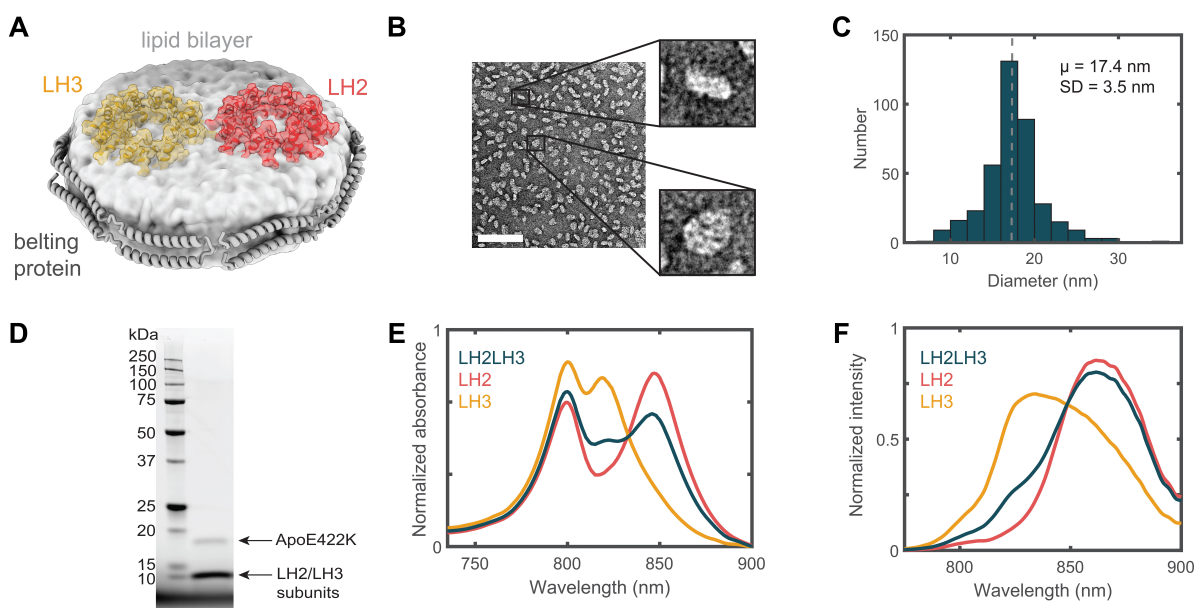 A
lipid bilayer
LH3
LH2
belting
protein
B
C
150
100
50
0
Number
μ = 17.4 nm
SD = 3.5 nm
10
20
30
Diameter (nm)
D
kDa
250
150
100
75
50
37
25
20
15
10
ApoE422K
LH2/LH3
subunits
E
1
0
Normalized absorbance
LH2LH3
LH2
LH3
750
800
850
900
Wavelength (nm)
F
1
0.5
0
Normalized intensity
LH2LH3
LH2
LH3
800
850
900
Wavelength (nm)